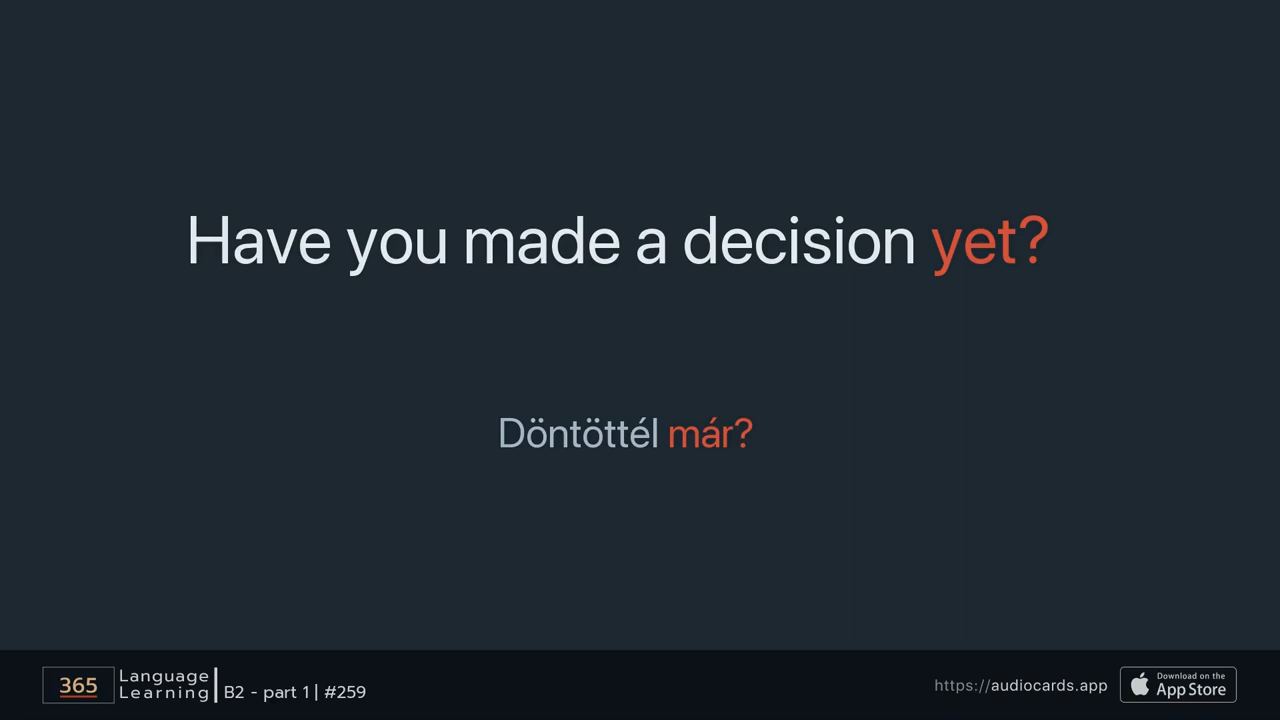 Have you made a decision yet?
Döntöttél már?
365 Language Learning | B2 - part 1 | #259
https://audiocards.app
Download on the App Store